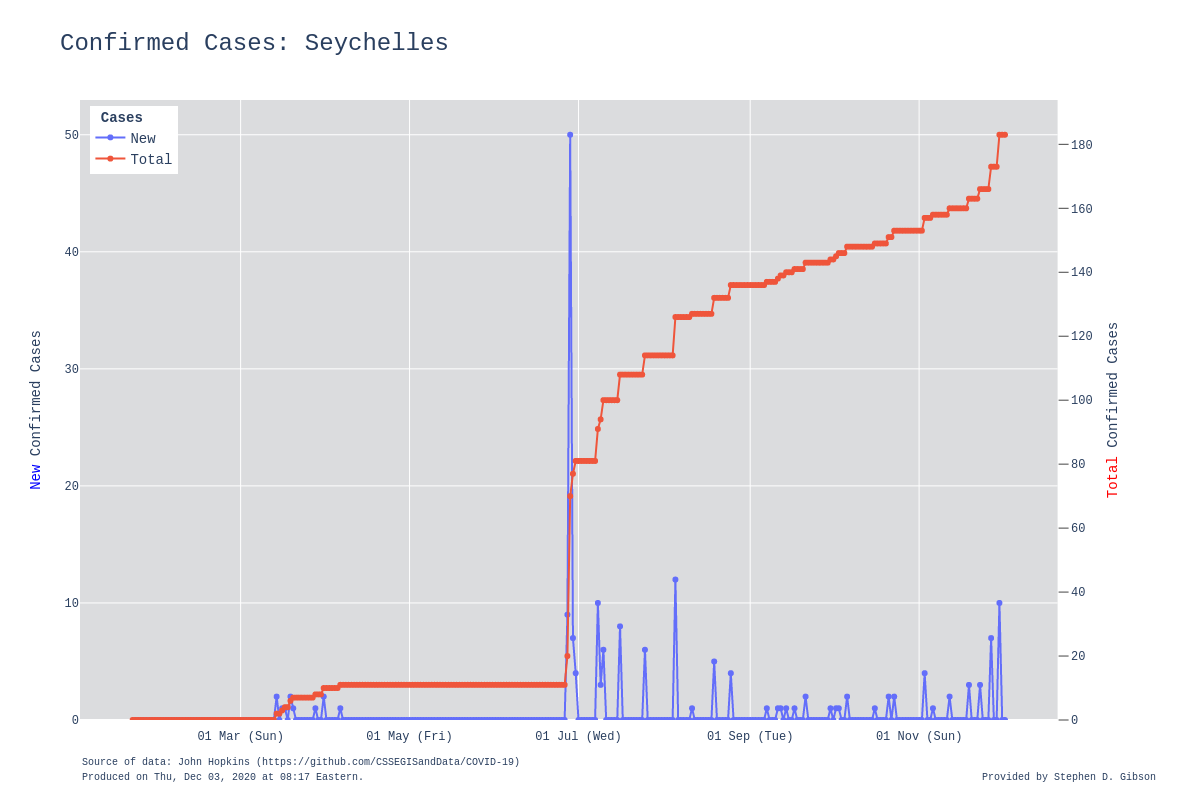 Confirmed Cases: Seychelles
Cases
New
Total
50
40
30
20
10
0
180
160
140
120
100
80
60
40
20
0
New Confirmed Cases
Total Confirmed Cases
01 Mar (Sun)
01 May (Fri)
01 Jul (Wed)
01 Sep (Tue)
01 Nov (Sun)
Source of data: John Hopkins (https://github.com/CSSEGISandData/COVID-19)
Produced on Thu, Dec 03, 2020 at 08:17 Eastern.
Provided by Stephen D. Gibson